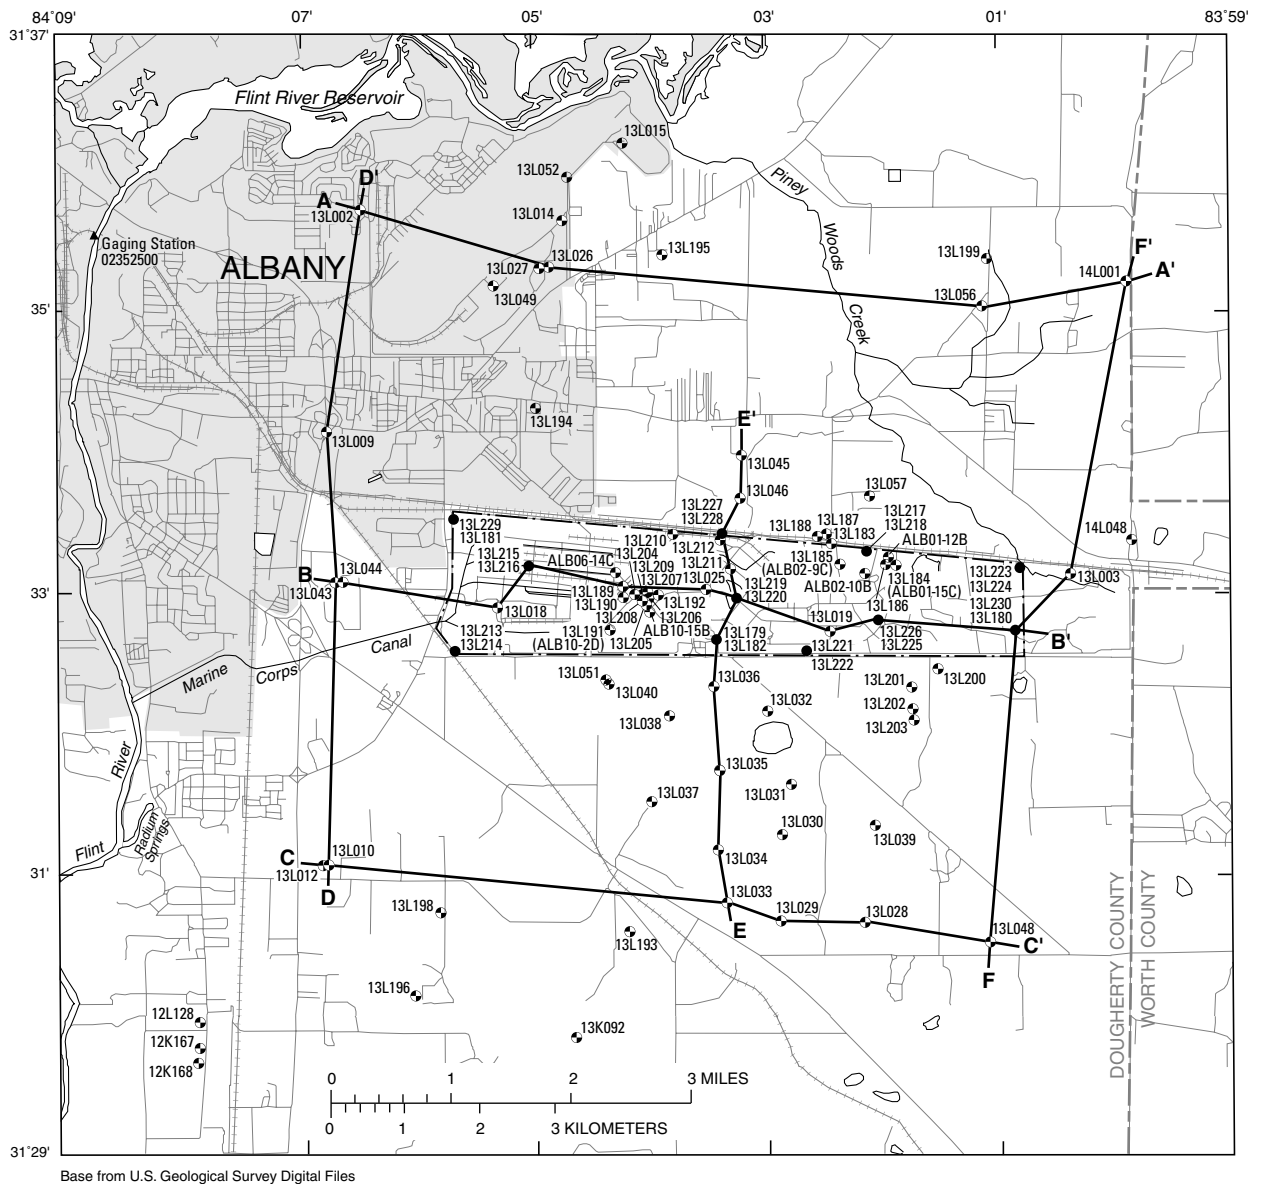 84°09' 07' 05' 03' 01' 83°59'
31°37'
Flint River Reservoir
13L015
13L052
D'
A
13L002
13L014
Piney
Woods
Creek
Gaging Station
02352500
ALBANY
13L027
13L026
13L195
13L049
13L199
F'
14L001
A'
13L056
35'
13L194
E'
13L009
13L045
13L046
13L057
13L227
13L228
13L188
13L187
13L183
13L217
13L218
ALB01-12B
14L048
13L229
13L181
13L215
13L216
ALB06-14C
13L210
13L204
13L209
13L207
13L212
13L211
13L025
13L185
(ALB02-9C)
ALB02-10B
13L184
(ALB01-15C)
13L223
13L224
13L230
13L180
13L003
B
13L044
13L043
33'
13L018
13L189
13L190
13L208
13L191
(ALB10-2D)
13L205
13L192
13L206
ALB10-15B
13L219
13L220
13L019
13L186
13L226
13L225
B'
13L213
13L214
13L179
13L182
13L221
13L222
Marine
Corps
Canal
13L051
13L040
13L038
13L036
13L032
13L201
13L200
13L202
13L203
River
13L035
13L031
13L037
13L030
13L039
Radium
Springs
Flint
31'
C
13L010
13L012
D
13L034
13L033
E
13L198
13L193
13L029
13L028
13L048
C'
F
DOUGHERTY COUNTY
WORTH COUNTY
13L196
12L128
12K167
12K168
13K092
0 1 2 3 MILES
0 1 2 3 KILOMETERS
31°29'
Base from U.S. Geological Survey Digital Files